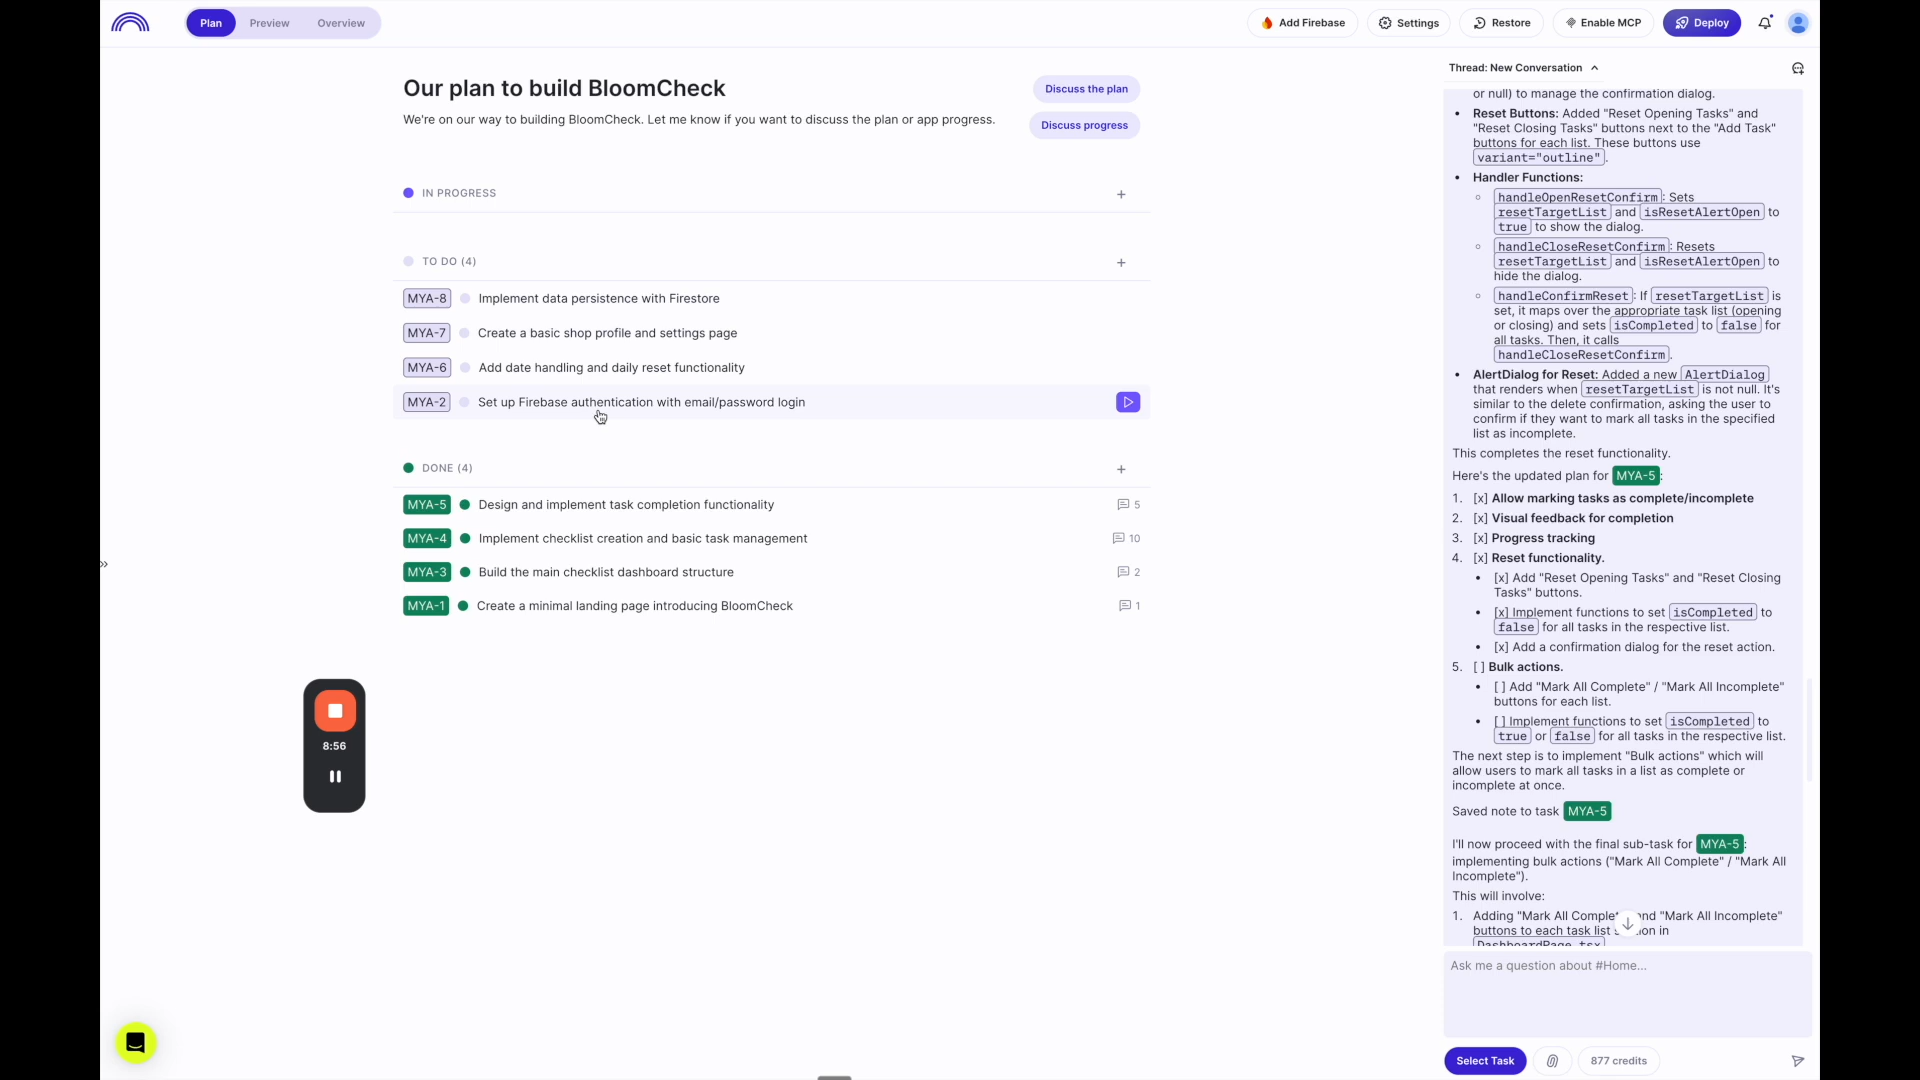 Plan
Preview
Overview
Add Firebase
Settings
Restore
Enable MCP
Deploy
Our plan to build BloomCheck
We're on our way to building BloomCheck. Let me know if you want to discuss the plan or app progress.
Discuss the plan
Discuss progress
IN PROGRESS
TO DO (4)
MYA-8 Implement data persistence with Firestore
MYA-7 Create a basic shop profile and settings page
MYA-6 Add date handling and daily reset functionality
MYA-2 Set up Firebase authentication with email/password login
DONE (4)
MYA-5 Design and implement task completion functionality 5
MYA-4 Implement checklist creation and basic task management 10
MYA-3 Build the main checklist dashboard structure 2
MYA-1 Create a minimal landing page introducing BloomCheck 1
8:56
Thread: New Conversation
or null) to manage the confirmation dialog.
• Reset Buttons: Added "Reset Opening Tasks" and
"Reset Closing Tasks" buttons next to the "Add Task"
buttons for each list. These buttons use
variant="outline".
• Handler Functions:
handleOpenResetConfirm: Sets
resetTargetList and isResetAlertOpen to
true to show the dialog.
handleCloseResetConfirm: Resets
resetTargetList and isResetAlertOpen to
hide the dialog.
handleConfirmReset: If resetTargetList is
set, it maps over the appropriate task list (opening
or closing) and sets isCompleted to false for
all tasks. Then, it calls
handleCloseResetConfirm.
• AlertDialog for Reset: Added a new AlertDialog
that renders when resetTargetList is not null. It's
similar to the delete confirmation, asking the user to
confirm if they want to mark all tasks in the specified
list as incomplete.
This completes the reset functionality.
Here's the updated plan for MYA-5:
1. [x] Allow marking tasks as complete/incomplete
2. [x] Visual feedback for completion
3. [x] Progress tracking
4. [x] Reset functionality.
• [x] Add "Reset Opening Tasks" and "Reset Closing
Tasks" buttons.
• [x] Implement functions to set isCompleted to
false for all tasks in the respective list.
• [x] Add a confirmation dialog for the reset action.
5. [ ] Bulk actions.
• [ ] Add "Mark All Complete" / "Mark All Incomplete"
buttons for each list.
• [ ] Implement functions to set isCompleted to
true or false for all tasks in the respective list.
The next step is to implement "Bulk actions" which will
allow users to mark all tasks in a list as complete or
incomplete at once.
Saved note to task MYA-5
I'll now proceed with the final sub-task for MYA-5:
implementing bulk actions ("Mark All Complete" / "Mark All
Incomplete").
This will involve:
1. Adding "Mark All Complete" and "Mark All Incomplete"
buttons to each task list section in
DashboardPage.tsx
Ask me a question about #Home...
Select Task
877 credits